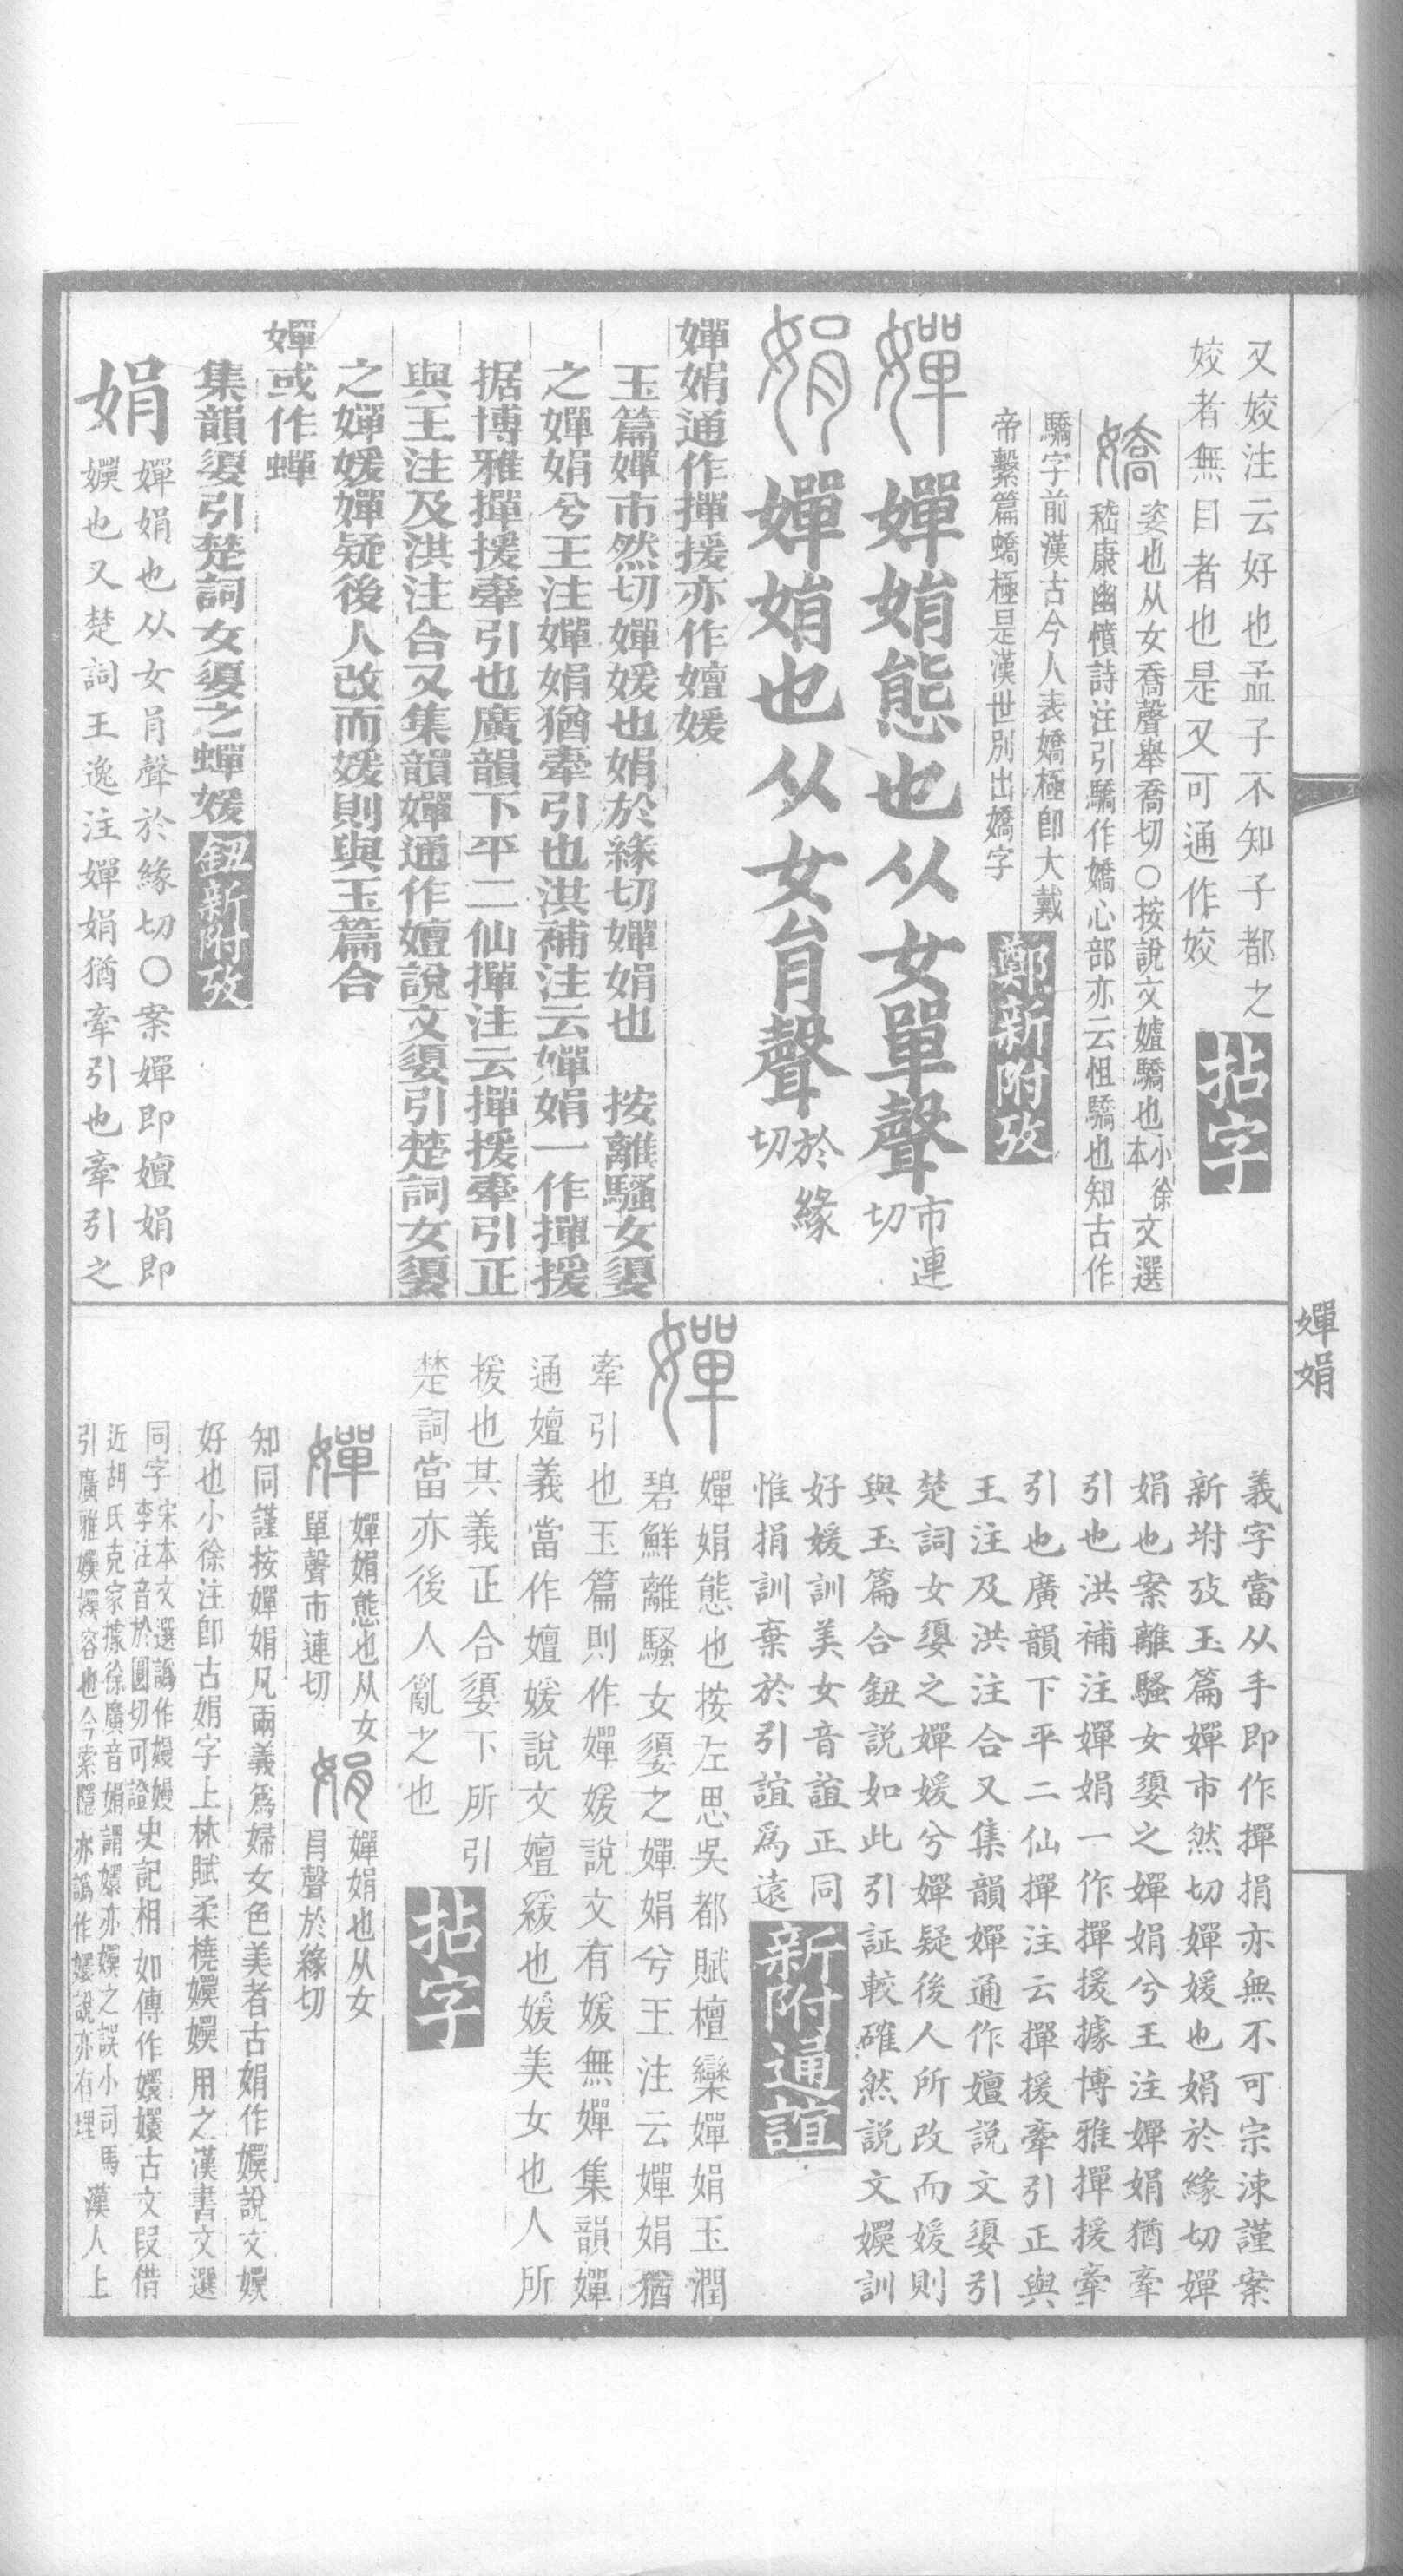 又姣注云好也孟子不知子都之
姣者無目者也是又可通作姣
拈字
嬌
姿也从女喬聲舉喬切○按說文嫭驕也小徐本文選
嵇康幽憤詩注引驕作嬌心部亦云怚驕也知古作
驕字前漢古今人表嬌極卽大戴
帝繫篇蟜極是漢世別出嬌字
鄭新附攷
嬋
嬋娟態也从女單聲市連切
娟
嬋娟也从女肙聲於緣切
嬋娟通作撣援亦作嬗媛
玉篇嬋市然切嬋媛也娟於緣切嬋娟也　按離騷女嬃
之嬋娟兮王注嬋娟猶牽引也洪補注云嬋娟一作撣援
据博雅撣援牽引也廣韻下平二仙撣注云撣援牽引正
與王注及洪注合又集韻嬋通作嬗說文嬃引楚詞女嬃
之嬋媛嬋疑後人改而媛則與玉篇合
嬋或作蟬
集韻嬃引楚詞女嬃之蟬媛
鈕新附攷
娟
嬋娟也从女肙聲於緣切○案嬋即嬗娟即
嬽也又楚詞王逸注嬋娟猶牽引也牽引之
嬋娟
義字當从手即作撣捐亦無不可宗涑謹案
新坿攷玉篇嬋市然切嬋媛也娟於緣切嬋
娟也案離騷女嬃之嬋娟兮王注嬋娟猶牽
引也洪補注嬋娟一作撣援據博雅撣援牽
引也廣韻下平二仙撣注云撣援牽引正與
王注及洪注合又集韻嬋通作嬗説文嬃引
楚詞女嬃之嬋媛兮嬋疑後人所改而媛則
與玉篇合鈕説如此引証較確然説文嬽訓
好媛訓美女音誼正同
惟捐訓棄於引誼爲遠
新附通誼
嬋
嬋娟態也按左思吳都賦檀欒嬋娟玉潤
碧鮮離騷女嬃之嬋娟兮王注云嬋娟猶
牽引也玉篇則作嬋媛說文有媛無嬋集韻嬋
通嬗義當作嬗媛說文嬗緩也媛美女也人所
援也其義正合嬃下所引
楚詞當亦後人亂之也
拈字
嬋
嬋娟態也从女
單聲市連切
娟
嬋娟也从女
肙聲於緣切
知同謹按嬋娟凡兩義爲婦女色美者古娟作嬽說文嬽
好也小徐注卽古娟字上林賦柔橈嬽嬽用之漢書文選
同字宋本文選譌作嫚嫚李注音於圓切可證史記相如傳作嬛嬛古文叚借
近胡氏克家據徐廣音娟謂嬛亦嬽之誤小司馬
引廣雅嬽嬽容也今索隱亦譌作嬛說亦有理漢人上